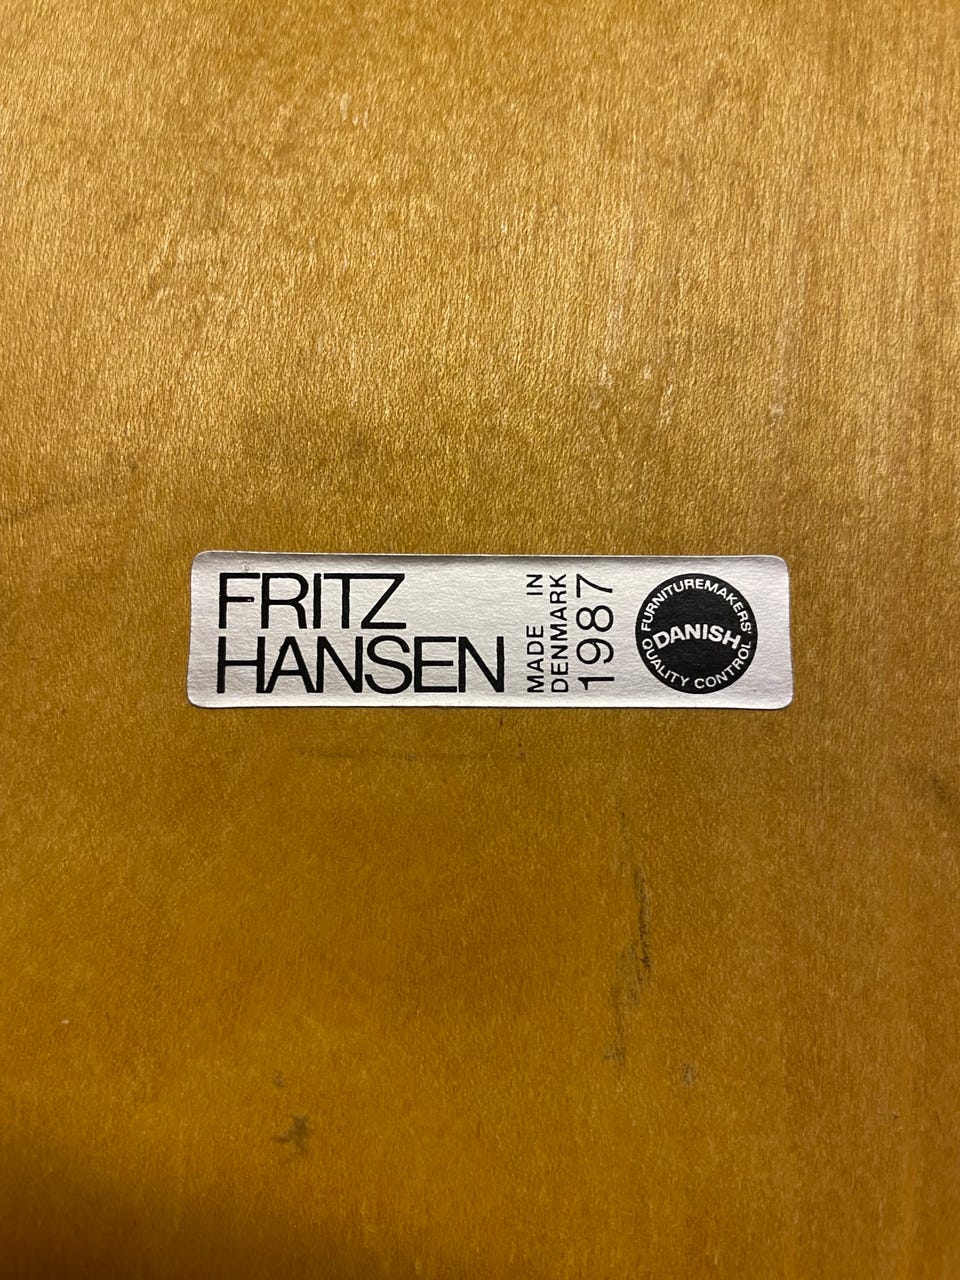 FRITZ
HANSEN
MADE IN
DENMARK
1987
FURNITUREMAKERS'
DANISH
QUALITY CONTROL